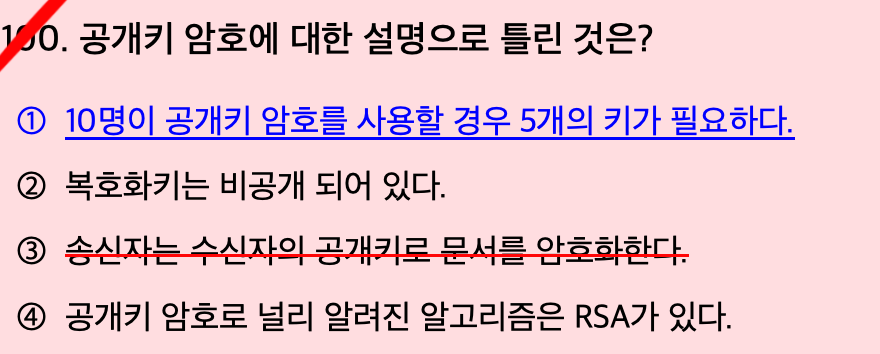 100. 공개키 암호에 대한 설명으로 틀린 것은?
① 10명이 공개키 암호를 사용할 경우 5개의 키가 필요하다.
② 복호화키는 비공개 되어 있다.
③ 송신자는 수신자의 공개키로 문서를 암호화한다.
④ 공개키 암호로 널리 알려진 알고리즘은 RSA가 있다.